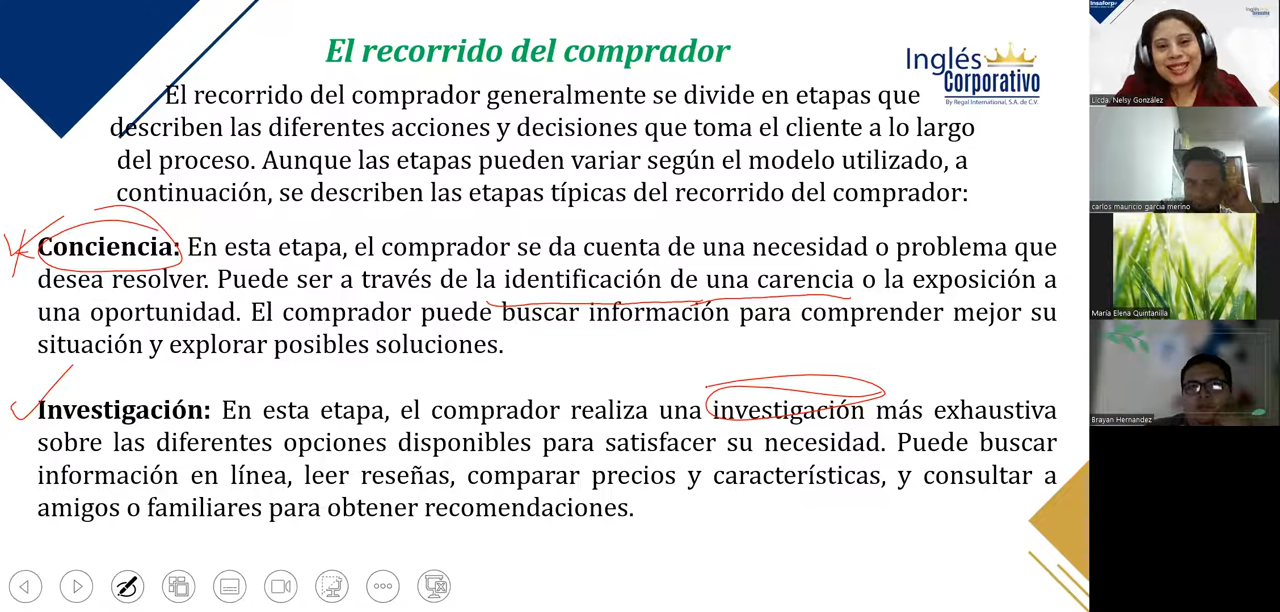 El recorrido del comprador
Inglés
Corporativo
By Regal International, S.A. de C.V.
El recorrido del comprador generalmente se divide en etapas que
describen las diferentes acciones y decisiones que toma el cliente a lo largo
del proceso. Aunque las etapas pueden variar según el modelo utilizado, a
continuación, se describen las etapas típicas del recorrido del comprador:
Conciencia: En esta etapa, el comprador se da cuenta de una necesidad o problema que
desea resolver. Puede ser a través de la identificación de una carencia o la exposición a
una oportunidad. El comprador puede buscar información para comprender mejor su
situación y explorar posibles soluciones.
Investigación: En esta etapa, el comprador realiza una investigación más exhaustiva
sobre las diferentes opciones disponibles para satisfacer su necesidad. Puede buscar
información en línea, leer reseñas, comparar precios y características, y consultar a
amigos o familiares para obtener recomendaciones.
Insaforp
Licda. Nelsy González
carlos mauricio garcia merino
María Elena Quintanilla
Brayan Hernandez